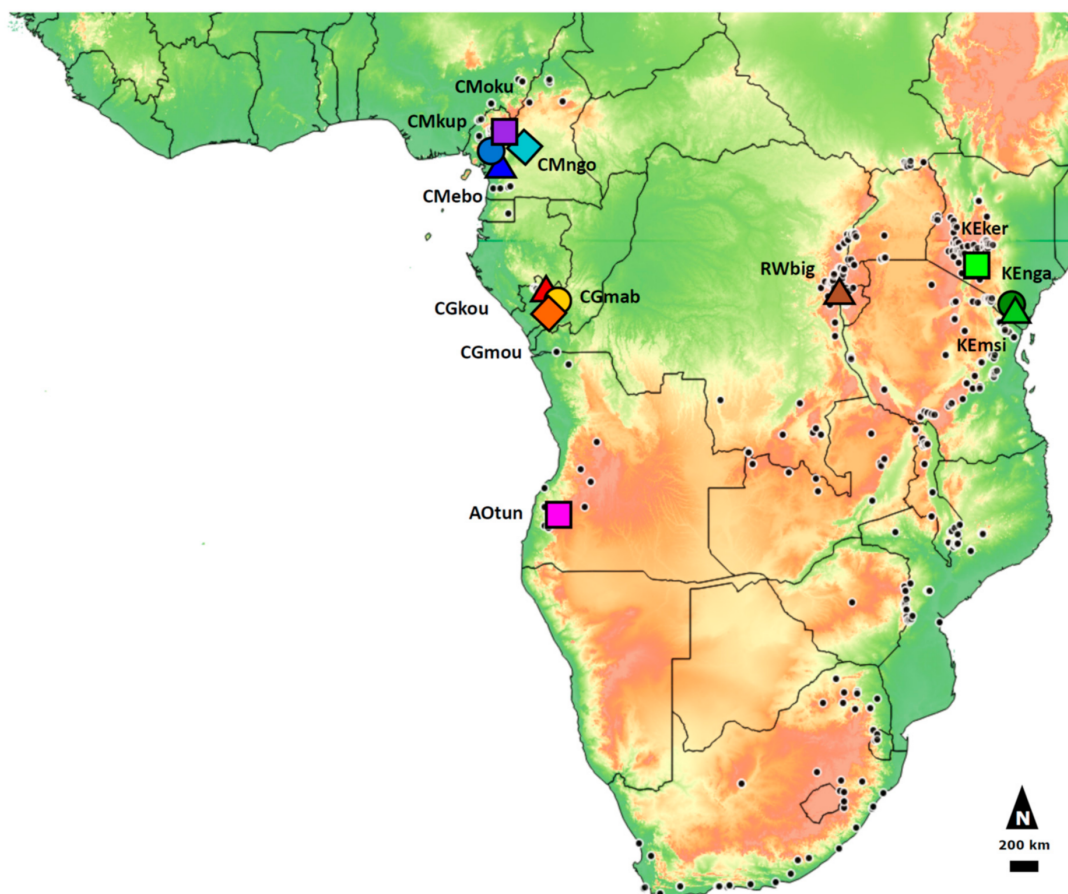 CMoku
CMkup
CMngo
CMebo
KEker
RWbig
KEnga
CGmab
CGkou
KEmsi
CGmou
AOtun
N
200 km